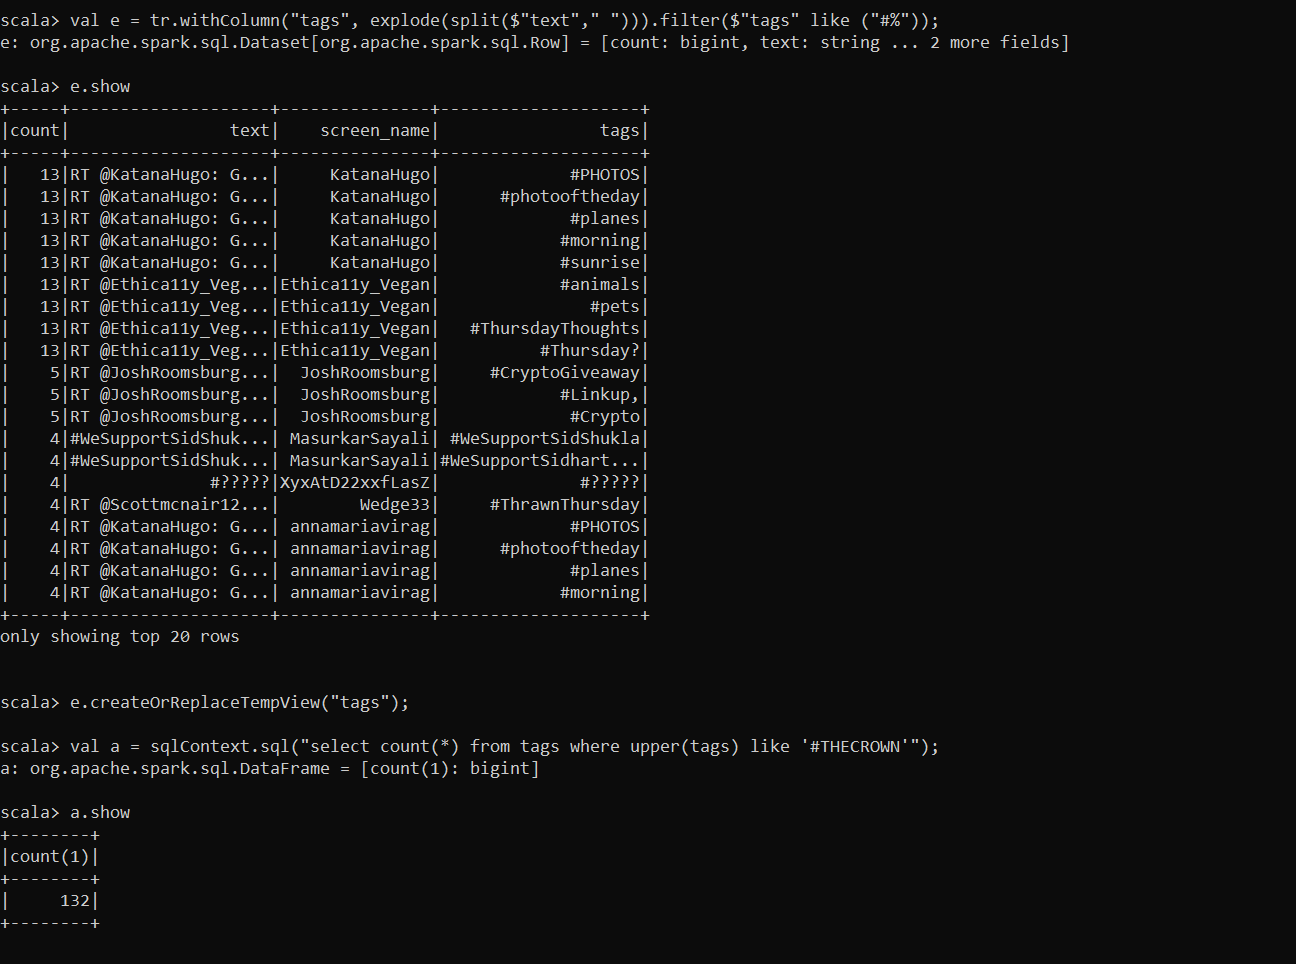 scala> val e = tr.withColumn("tags", explode(split($"text"," "))).filter($"tags" like ("#%"));
e: org.apache.spark.sql.Dataset[org.apache.spark.sql.Row] = [count: bigint, text: string ... 2 more fields]

scala> e.show
+-----+--------------------+---------------+--------------------+
|count|                text|    screen_name|                tags|
+-----+--------------------+---------------+--------------------+
|   13|RT @KatanaHugo: G...|     KatanaHugo|             #PHOTOS|
|   13|RT @KatanaHugo: G...|     KatanaHugo|      #photooftheday|
|   13|RT @KatanaHugo: G...|     KatanaHugo|             #planes|
|   13|RT @KatanaHugo: G...|     KatanaHugo|            #morning|
|   13|RT @KatanaHugo: G...|     KatanaHugo|            #sunrise|
|   13|RT @Ethica11y_Veg...|Ethica11y_Vegan|            #animals|
|   13|RT @Ethica11y_Veg...|Ethica11y_Vegan|               #pets|
|   13|RT @Ethica11y_Veg...|Ethica11y_Vegan|   #ThursdayThoughts|
|   13|RT @Ethica11y_Veg...|Ethica11y_Vegan|          #Thursday?|
|    5|RT @JoshRoomsburg...|  JoshRoomsburg|     #CryptoGiveaway|
|    5|RT @JoshRoomsburg...|  JoshRoomsburg|            #Linkup,|
|    5|RT @JoshRoomsburg...|  JoshRoomsburg|             #Crypto|
|    4|#WeSupportSidShuk...| MasurkarSayali| #WeSupportSidShukla|
|    4|#WeSupportSidShuk...| MasurkarSayali|#WeSupportSidhart...|
|    4|              #?????|XyxAtD22xxfLasZ|              #?????|
|    4|RT @Scottmcnair12...|        Wedge33|     #ThrawnThursday|
|    4|RT @KatanaHugo: G...| annamariavirag|             #PHOTOS|
|    4|RT @KatanaHugo: G...| annamariavirag|      #photooftheday|
|    4|RT @KatanaHugo: G...| annamariavirag|             #planes|
|    4|RT @KatanaHugo: G...| annamariavirag|            #morning|
+-----+--------------------+---------------+--------------------+
only showing top 20 rows

scala> e.createOrReplaceTempView("tags");

scala> val a = sqlContext.sql("select count(*) from tags where upper(tags) like '#THECROWN'");
a: org.apache.spark.sql.DataFrame = [count(1): bigint]

scala> a.show
+--------+
|count(1)|
+--------+
|     132|
+--------+